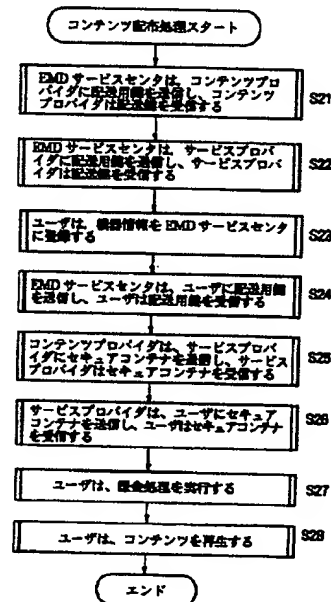 コンテンツ配布処理スタート
EMD サービスセンタは、コンテンツプロ
バイダに配送用鍵を送信し、コンテンツ
プロバイダは配送鍵を受信する
S21
EMD サービスセンタは、サービスプロバ
イダに配送用鍵を送信し、サービスプロバ
イダは配送鍵を受信する
S22
ユーザは、機器情報を EMD サービスセンタ
に登録する
S23
EMD サービスセンタは、ユーザに配送用鍵
を送信し、ユーザは配送用鍵を受信する
S24
コンテンツプロバイダは、サービスプロバ
イダにセキュアコンテナを送信し、サービス
プロバイダはセキュアコンテナを受信する
S25
サービスプロバイダは、ユーザにセキュア
コンテナを送信し、ユーザはセキュアコンテナ
を受信する
S26
ユーザは、課金処理を実行する
S27
ユーザは、コンテンツを再生する
S28
エンド